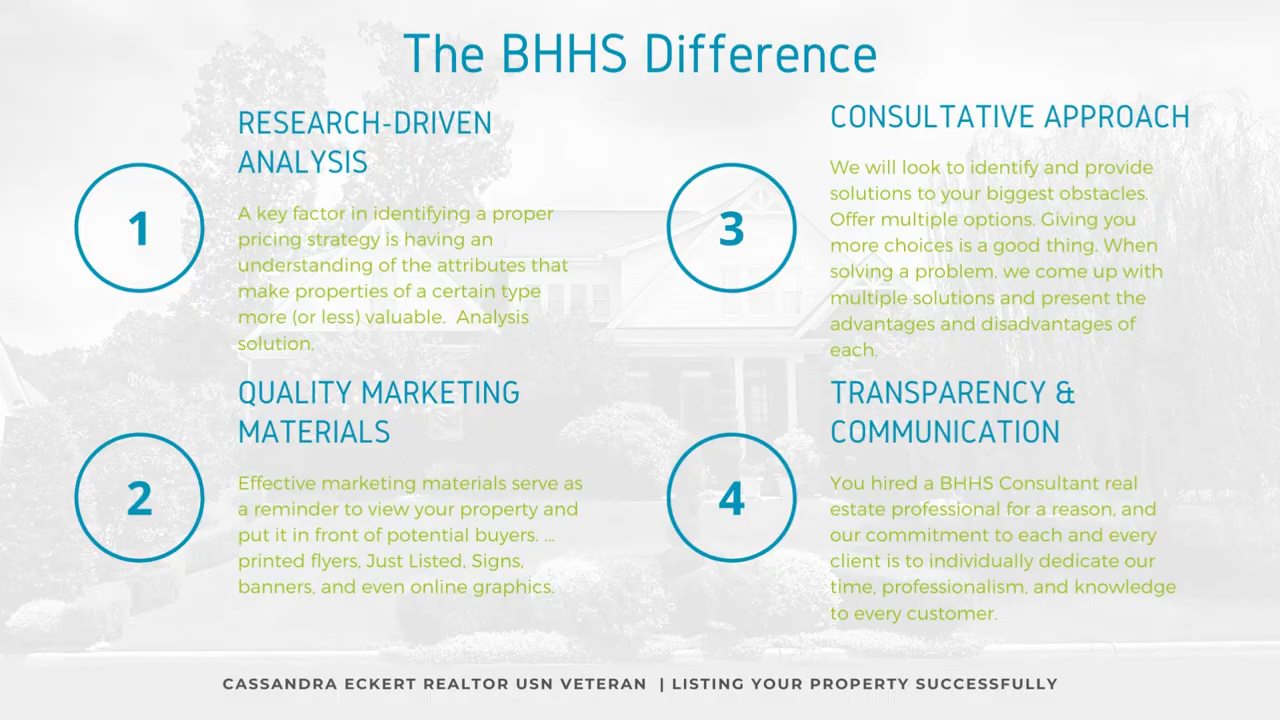 The BHHS Difference
1
RESEARCH-DRIVEN
ANALYSIS
A key factor in identifying a proper
pricing strategy is having an
understanding of the attributes that
make properties of a certain type
more (or less) valuable.  Analysis
solution.
2
QUALITY MARKETING
MATERIALS
Effective marketing materials serve as
a reminder to view your property and
put it in front of potential buyers. ...
printed flyers, Just Listed, Signs,
banners, and even online graphics.
3
CONSULTATIVE APPROACH
We will look to identify and provide
solutions to your biggest obstacles.
Offer multiple options. Giving you
more choices is a good thing. When
solving a problem, we come up with
multiple solutions and present the
advantages and disadvantages of
each.
4
TRANSPARENCY &
COMMUNICATION
You hired a BHHS Consultant real
estate professional for a reason, and
our commitment to each and every
client is to individually dedicate our
time, professionalism, and knowledge
to every customer.
CASSANDRA ECKERT REALTOR USN VETERAN | LISTING YOUR PROPERTY SUCCESSFULLY